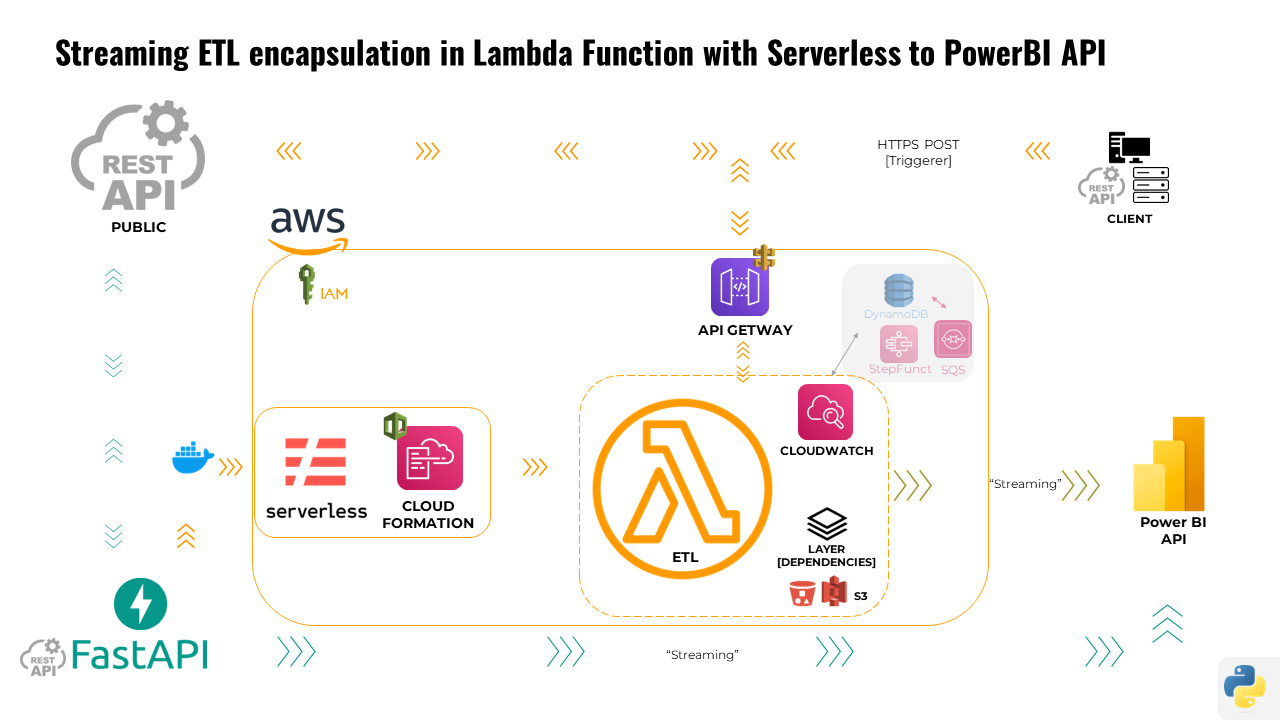 Streaming ETL encapsulation in Lambda Function with Serverless to PowerBI API
REST
API
PUBLIC
HTTPS POST
[Triggerer]
REST
API
CLIENT
aws
IAM
API GETWAY
DynamoDB
StepFunct
SQS
CLOUDWATCH
serverless
CLOUD
FORMATION
ETL
LAYER
[DEPENDENCIES]
S3
“Streaming”
Power BI
API
REST
API
FastAPI
“Streaming”